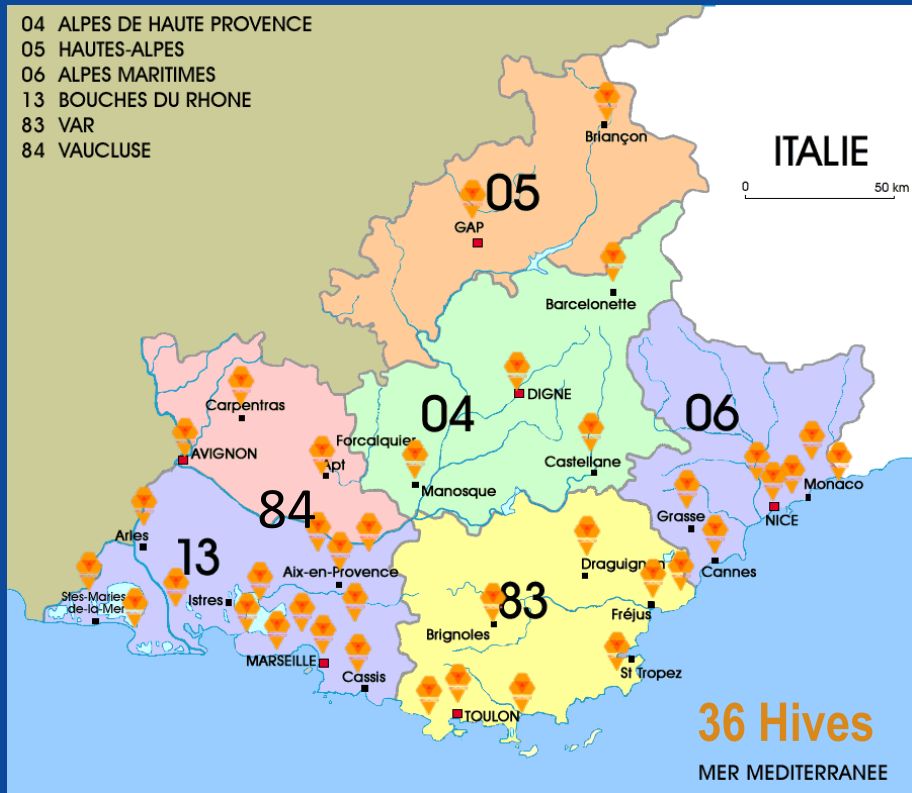 04 ALPES DE HAUTE PROVENCE
05 HAUTES-ALPES
06 ALPES MARITIMES
13 BOUCHES DU RHONE
83 VAR
84 VAUCLUSE
Briançon
ITALIE
0 50 km
05
GAP
Barcelonette
DIGNE
04
06
Carpentras
Forcalquier
AVIGNON
Apt
Castellane
Manosque
Monaco
84
Grasse
NICE
Arles
13
Aix-en-Provence
Draguignan
Cannes
Stes-Maries
de-la-Mer
Istres
83
Fréjus
Brignoles
MARSEILLE
Cassis
St Tropez
TOULON
36 Hives
MER MEDITERRANEE